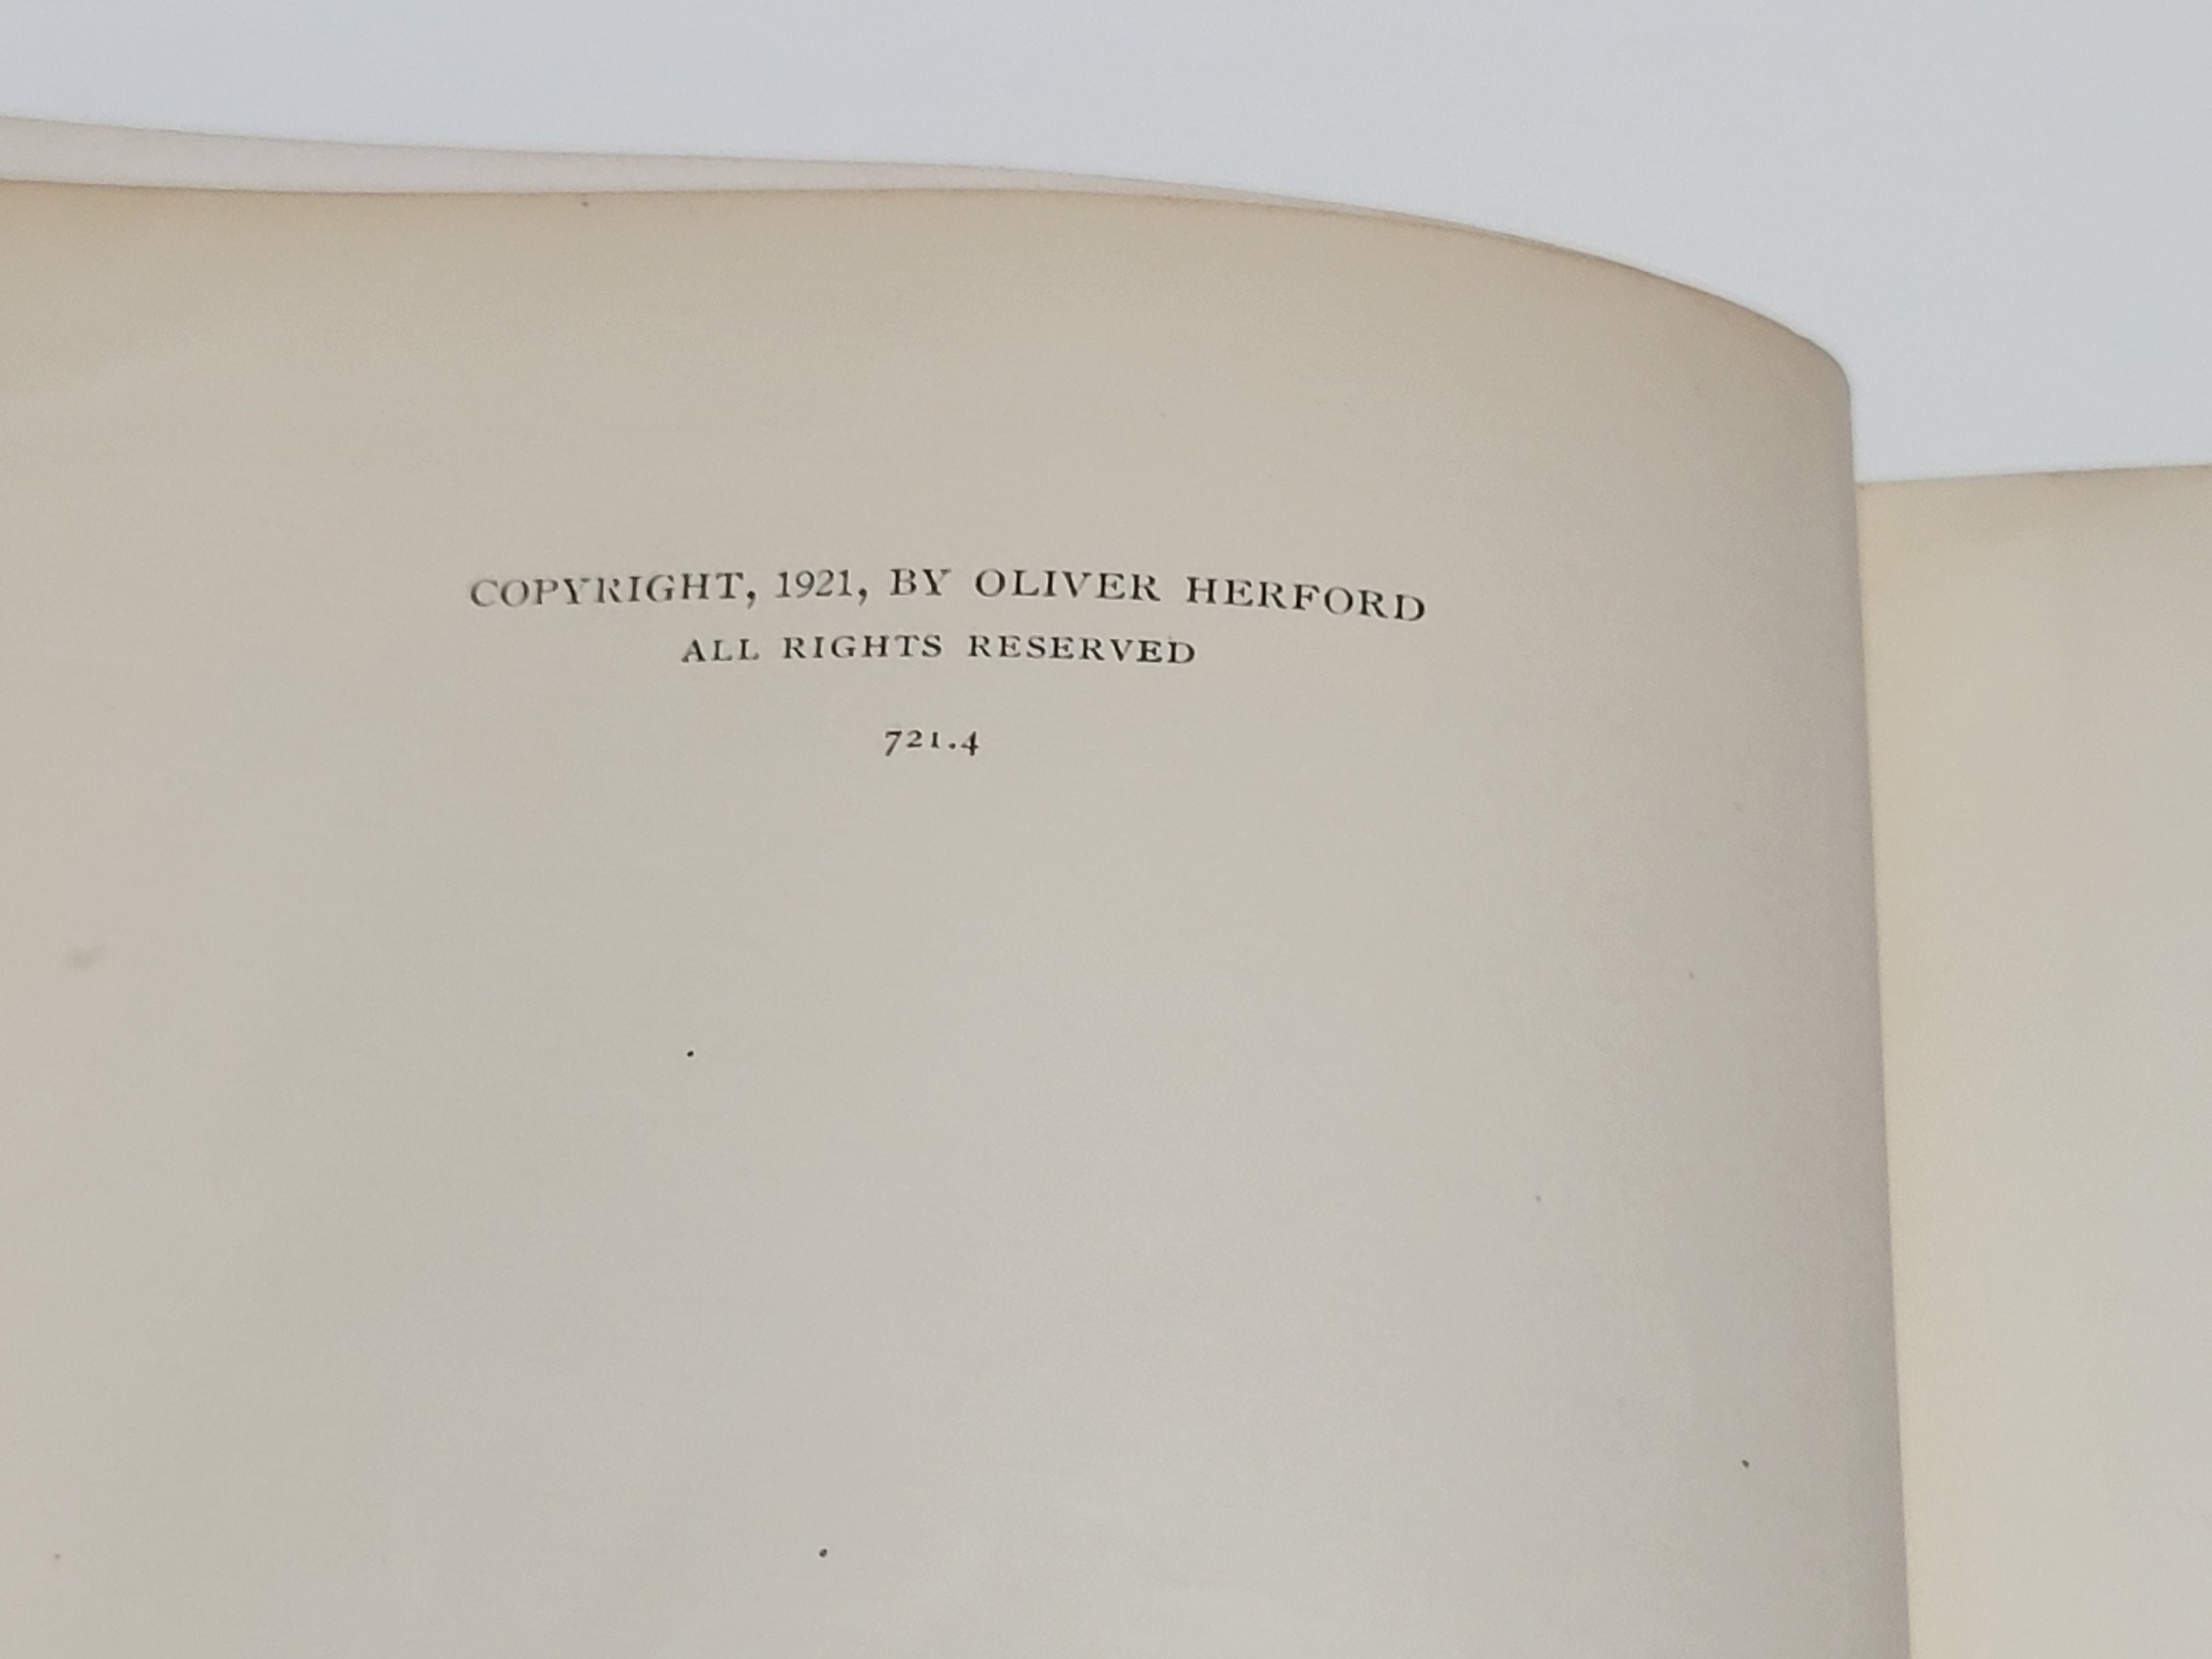 COPYRIGHT, 1921, BY OLIVER HERFORD
ALL RIGHTS RESERVED
721.4